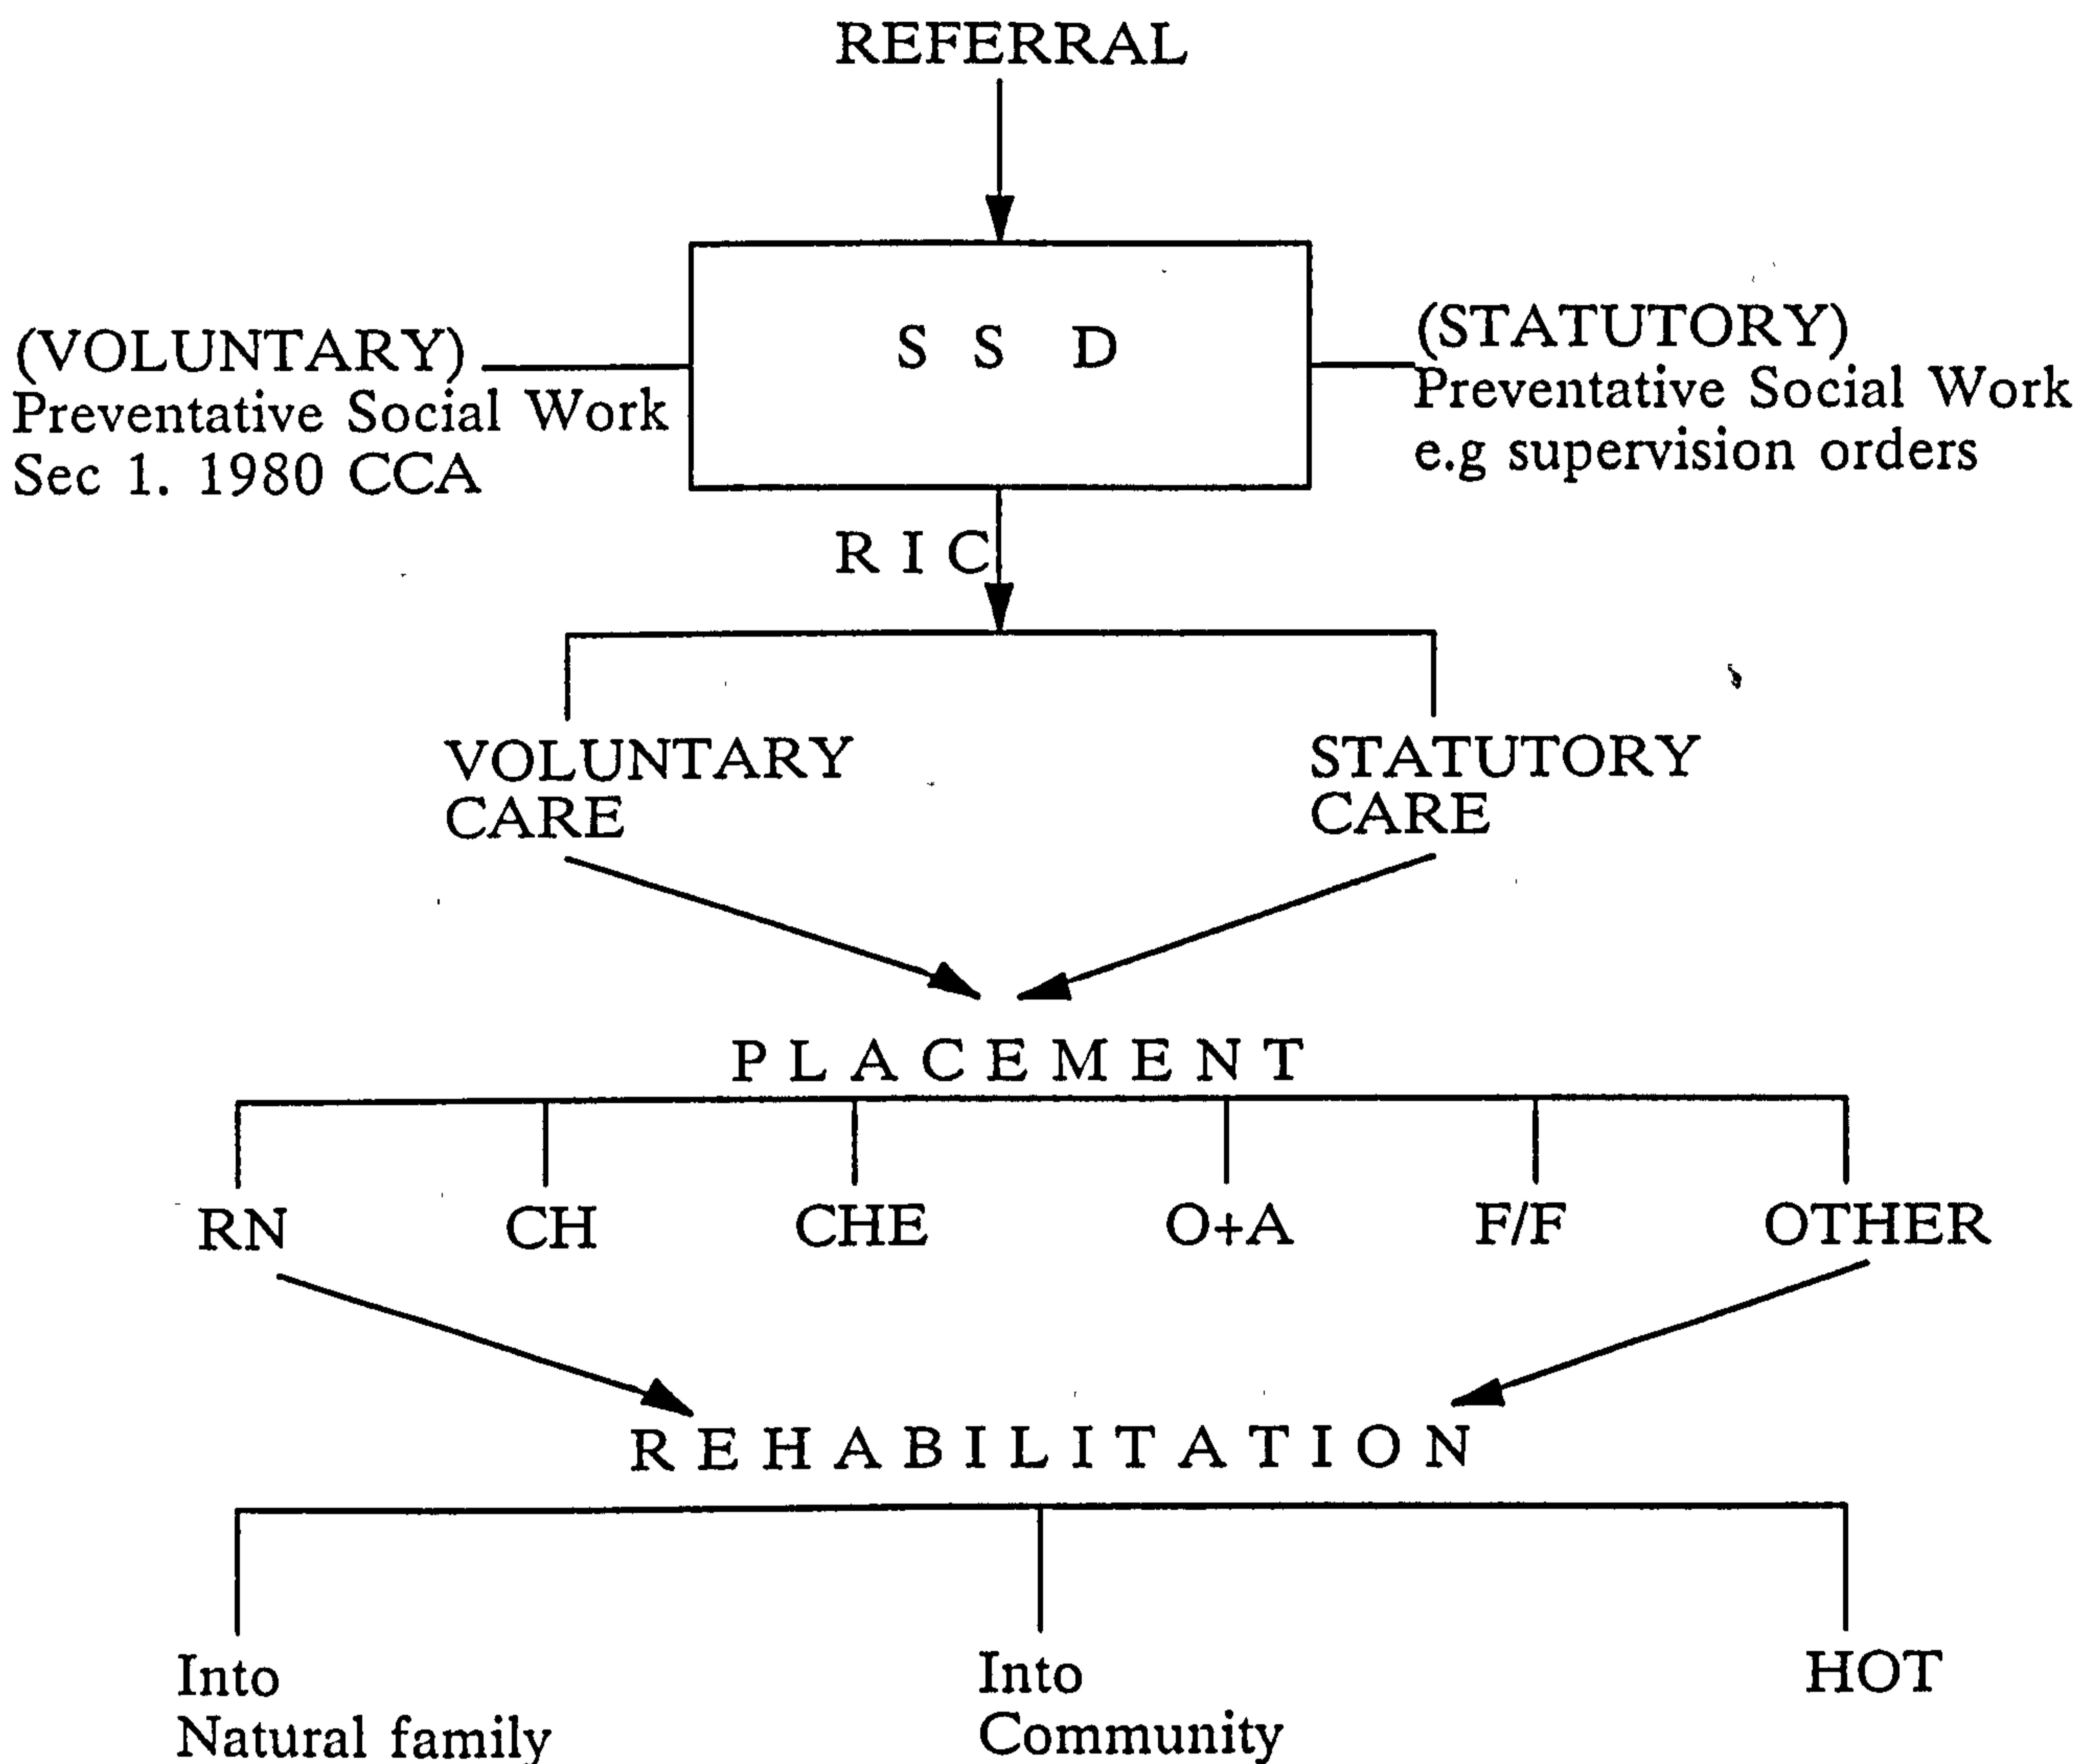 REFERRAL
S S D
(VOLUNTARY)
Preventative Social Work
Sec 1. 1980 CCA
(STATUTORY)
Preventative Social Work
e.g supervision orders
R I C
VOLUNTARY
CARE
STATUTORY
CARE
P L A C E M E N T
RN CH CHE O+A F/F OTHER
R E H A B I L I T A T I O N
Into
Natural family
Into
Community
HOT